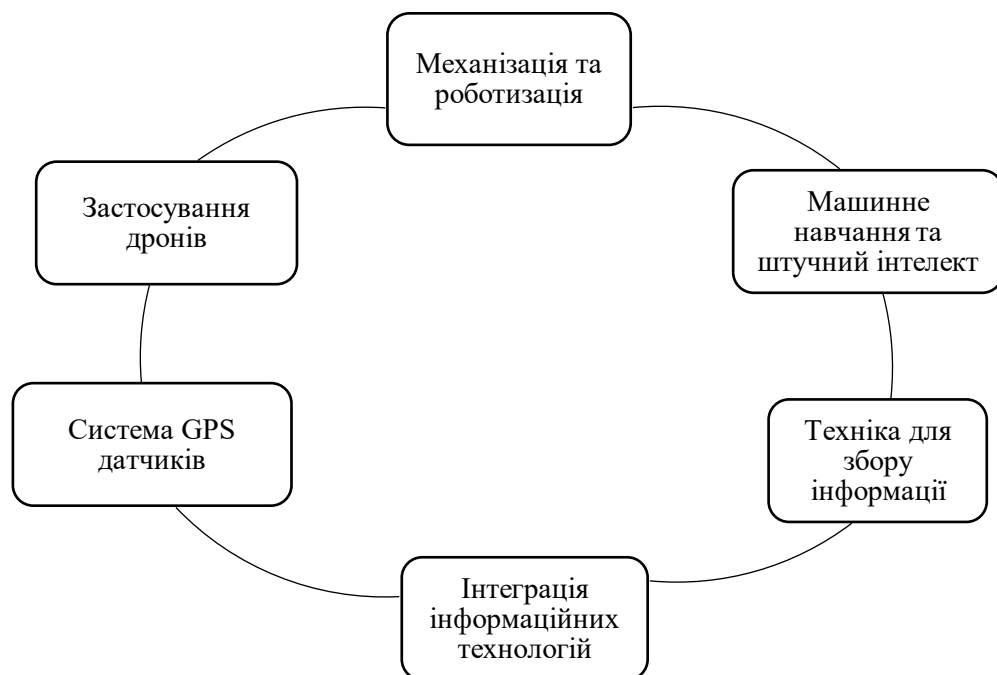 Механізація та
роботизація
Машинне
навчання та
штучний інтелект
Техніка для
збору
інформації
Інтеграція
інформаційних
технологій
Система GPS
датчиків
Застосування
дронів